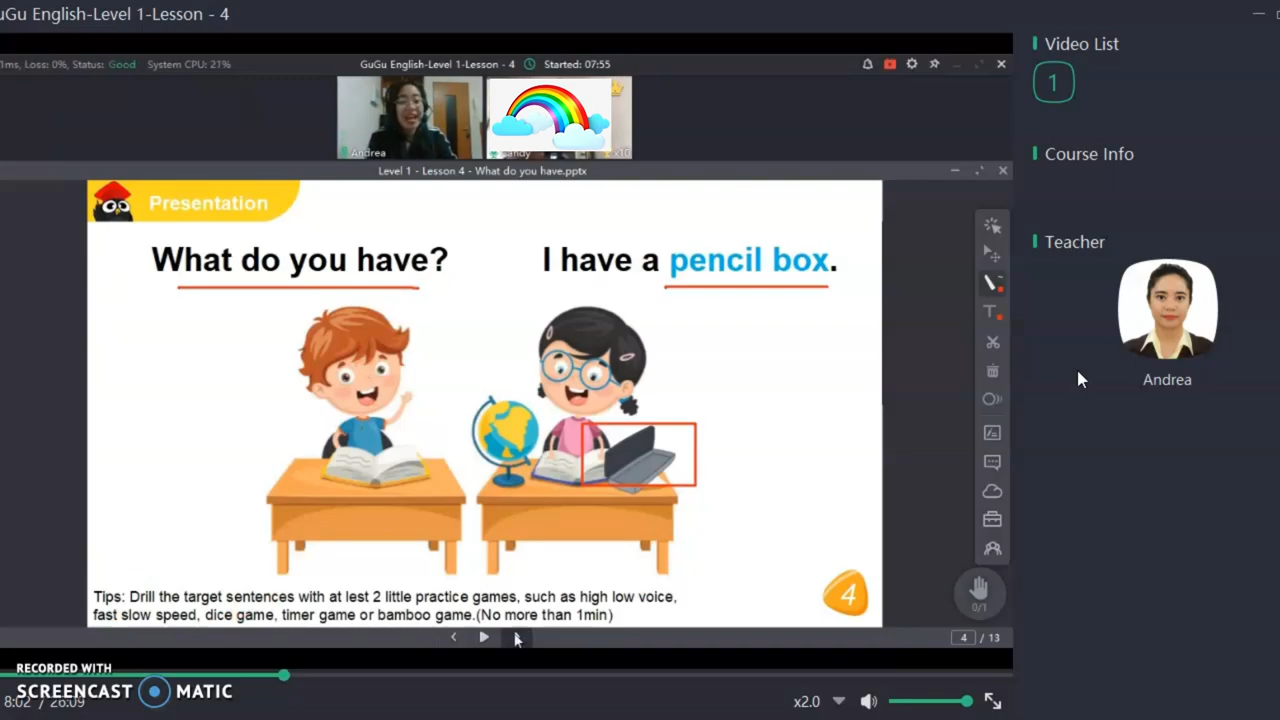 GuGu English-Level 1-Lesson - 4
1ms, Loss: 0%, Status: Good System CPU: 21%
GuGu English-Level 1-Lesson - 4 Started: 07:55
Andrea
x10
Level 1 - Lesson 4 - What do you have.pptx
Presentation
What do you have? I have a pencil box.
Tips: Drill the target sentences with at lest 2 little practice games, such as high low voice,
fast slow speed, dice game, timer game or bamboo game.(No more than 1min)
4
T
0/1
4 / 13
RECORDED WITH
SCREENCAST MATIC
8:02 / 26:09
x2.0
Video List
1
Course Info
Teacher
Andrea